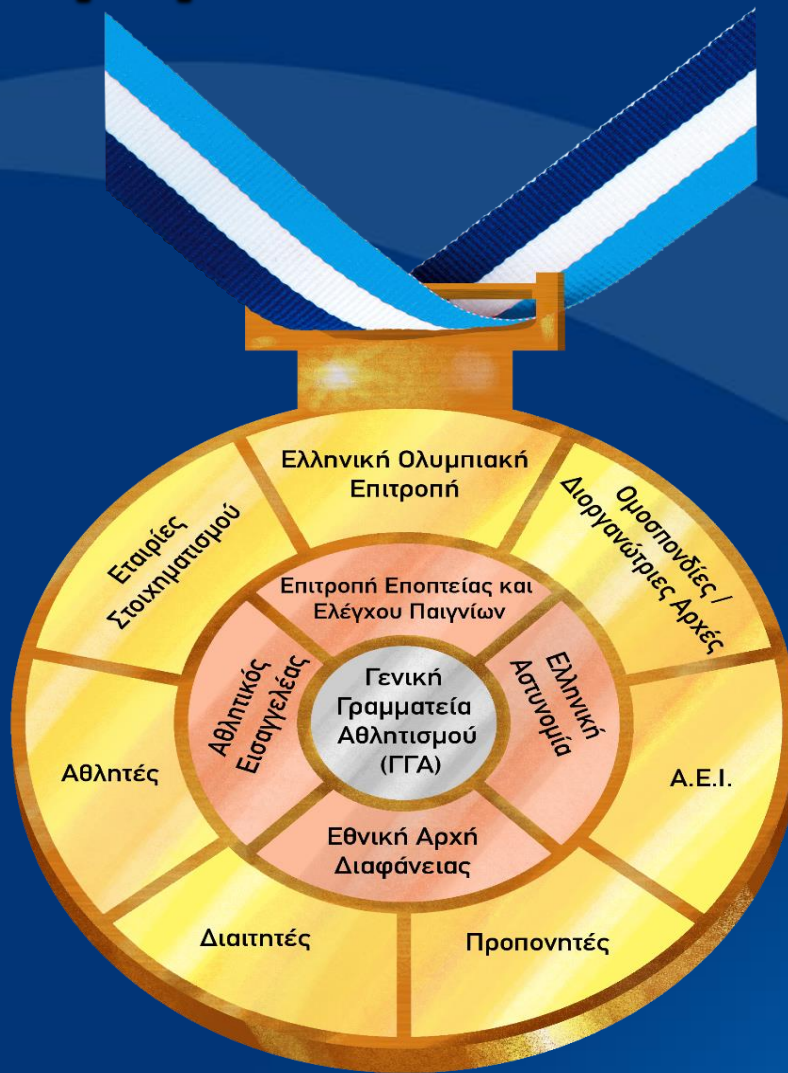 Ελληνική Ολυμπιακή
Επιτροπή
Εταιρίες
Στοιχηματισμού
Ομοσπονδίες /
Διοργανώτριες Αρχές
Επιτροπή Εποπτείας και
Ελέγχου Παιγνίων
Αθλητικός
Εισαγγελέας
Γενική
Γραμματεία
Αθλητισμού
(ΓΓΑ)
Ελληνική
Αστυνομία
Αθλητές
Α.Ε.Ι.
Εθνική Αρχή
Διαφάνειας
Διαιτητές
Προπονητές